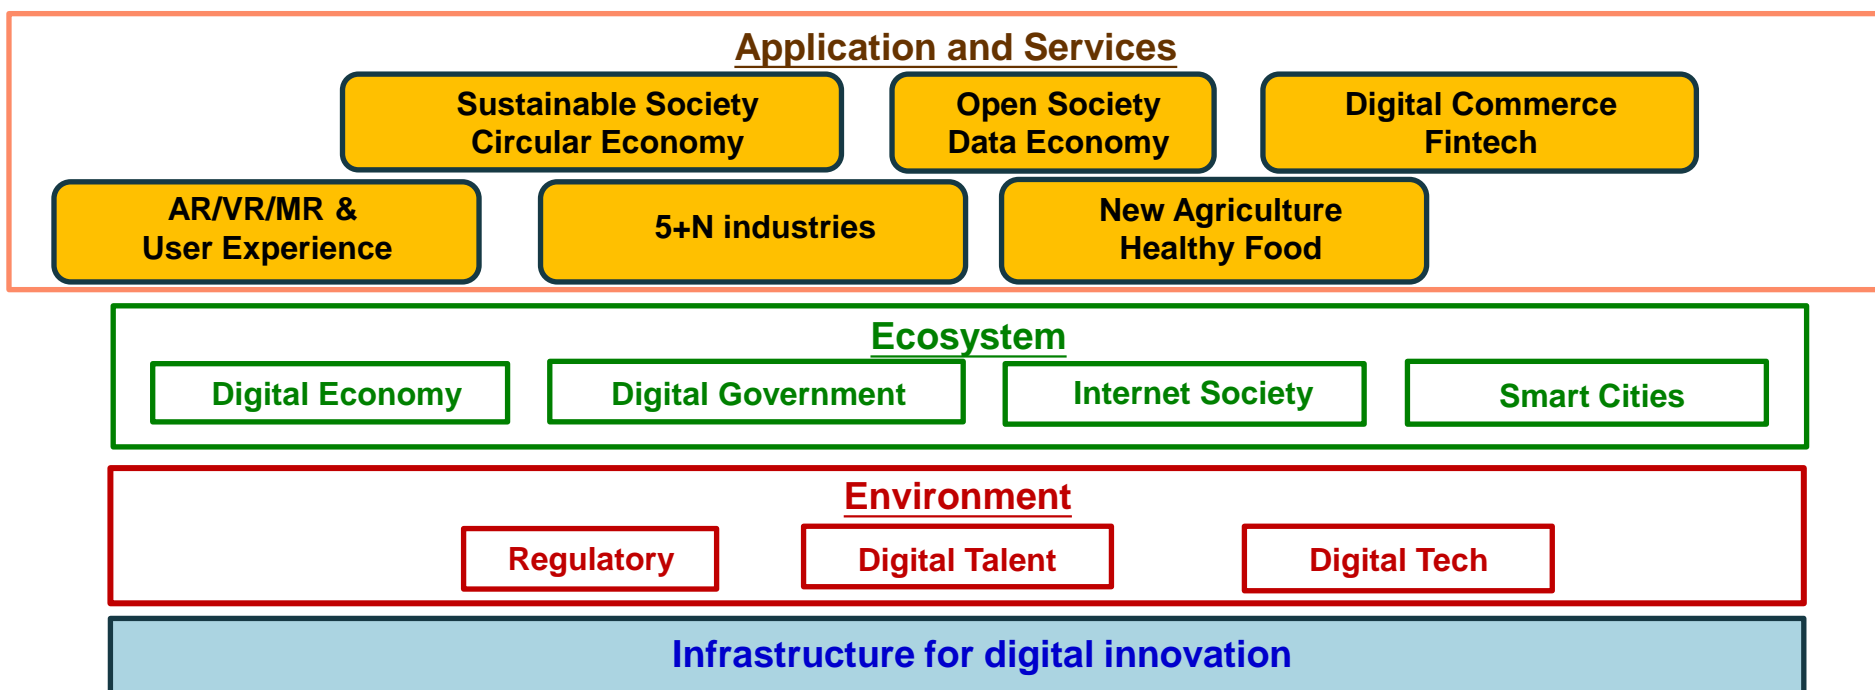 Application and Services
Sustainable Society
Circular Economy
Open Society
Data Economy
Digital Commerce
Fintech
AR/VR/MR &
User Experience
5+N industries
New Agriculture
Healthy Food
Ecosystem
Digital Economy
Digital Government
Internet Society
Smart Cities
Environment
Regulatory
Digital Talent
Digital Tech
Infrastructure for digital innovation